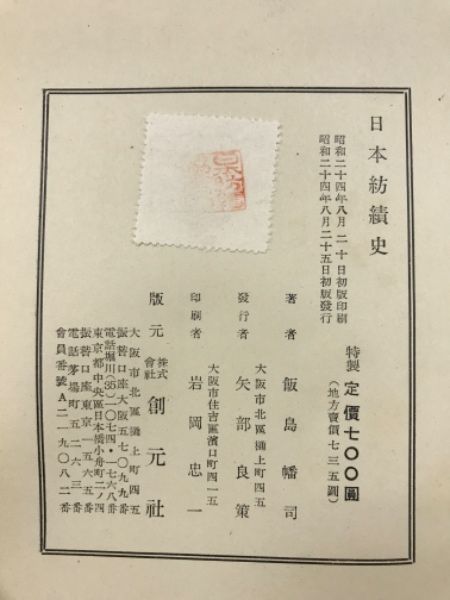 日本紡績史
昭和二十四年八月二十日初版印刷
昭和二十四年八月二十五日初版發行
特製 定價七〇〇圓
(地方賣價七三五圓)
著者 飯島幡司
大阪市北區樋上町四五
發行者 矢部良策
大阪市住吉區濱口町四一五
印刷者 岩岡忠一
版元 株式會社 創元社
大阪市北區樋上町四五
振替口座大阪五七〇九九番
電話堀川(35)一〇七四・一七六八番
東京都中央區日本橋小舟町二ノ四
振替口座東京一五六五番
電話茅場町五二六三番
會員番號A二一九〇八二番